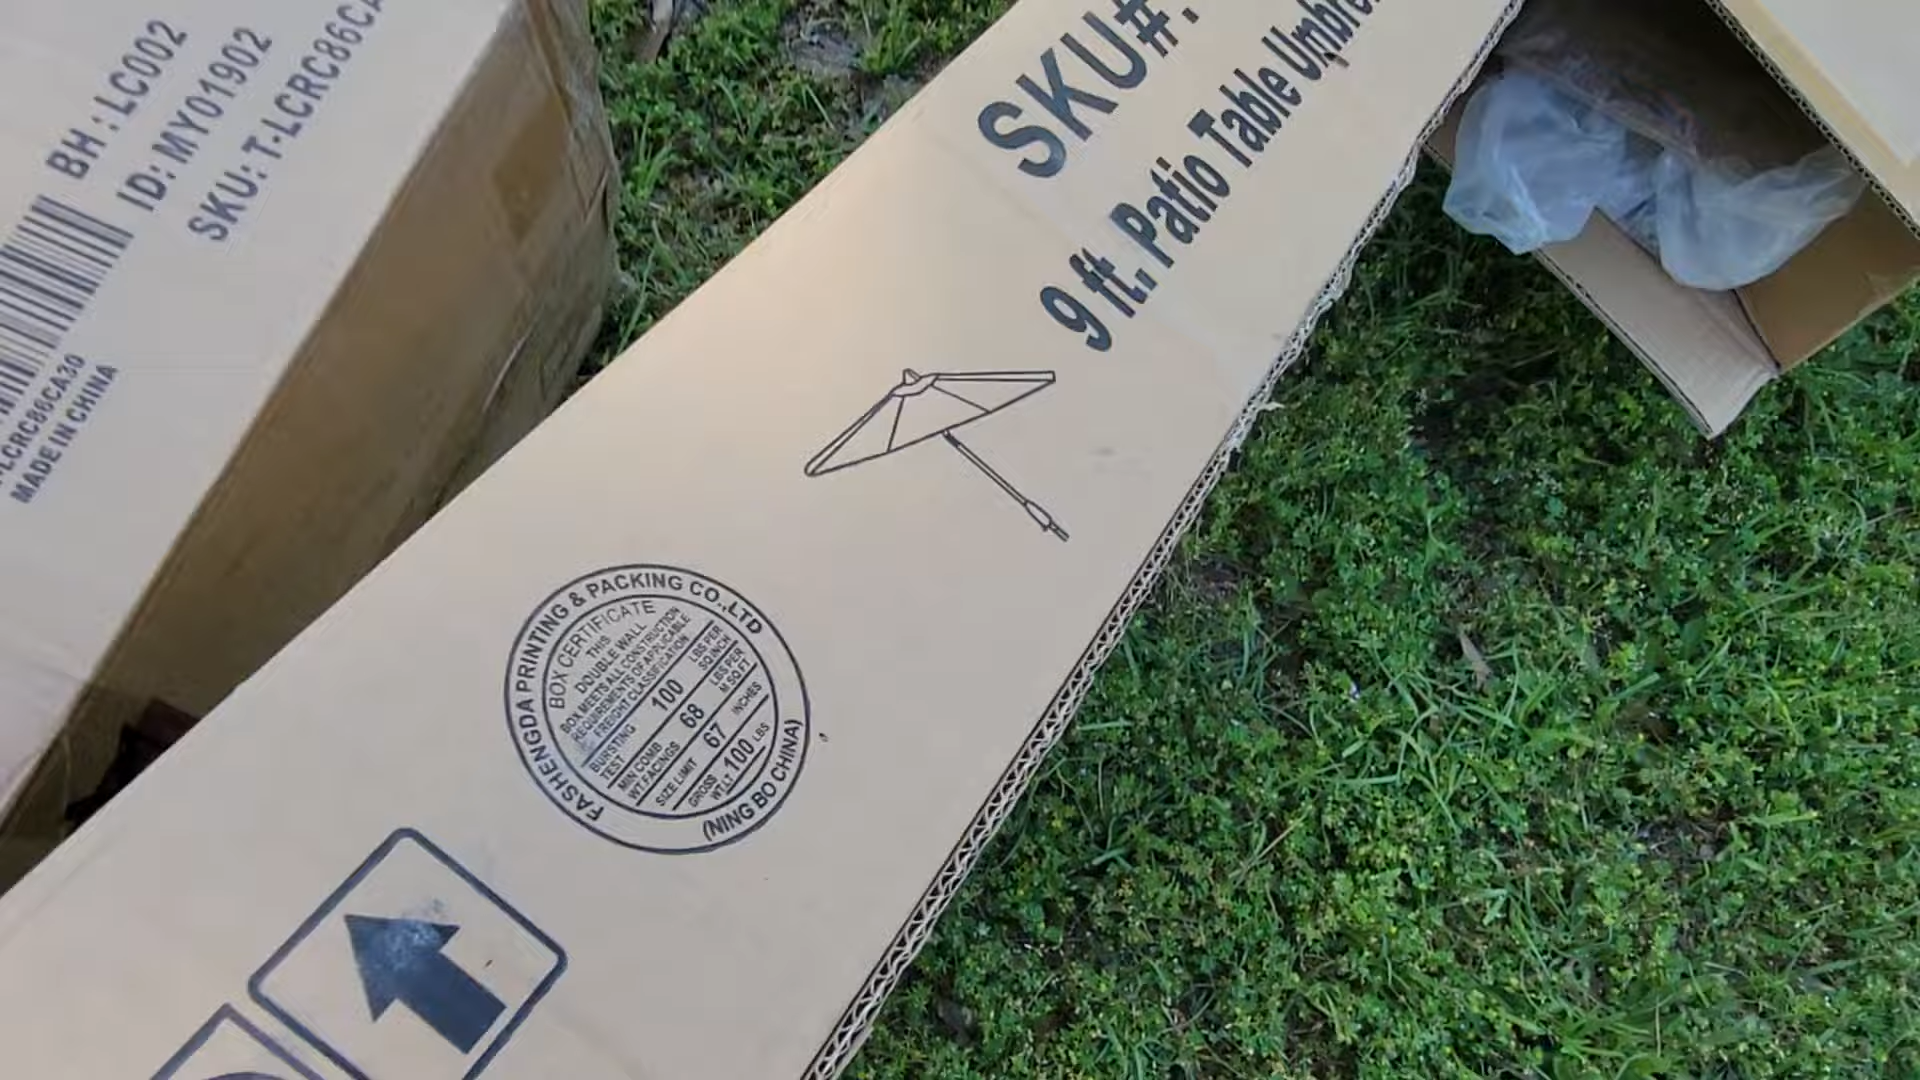 BH : LC002
ID: MY01902
SKU: T-LCRC86CA
LCRC86CA30
MADE IN CHINA
SKU#:
9 ft. Patio Table Umbre
FASHENGDA PRINTING & PACKING CO.,LTD
BOX CERTIFICATE
THIS
DOUBLE WALL
BOX MEETS ALL CONSTRUCTION
REQUIREMENTS OF APPLICABLE
FREIGHT CLASSIFICATION
BURSTING TEST 100 LBS PER SQ INCH
MIN COMB WT. FACINGS 68 LBS PER M SQ FT
SIZE LIMIT 67 INCHES
GROSS WT. LT 100 LBS
(NING BO CHINA)